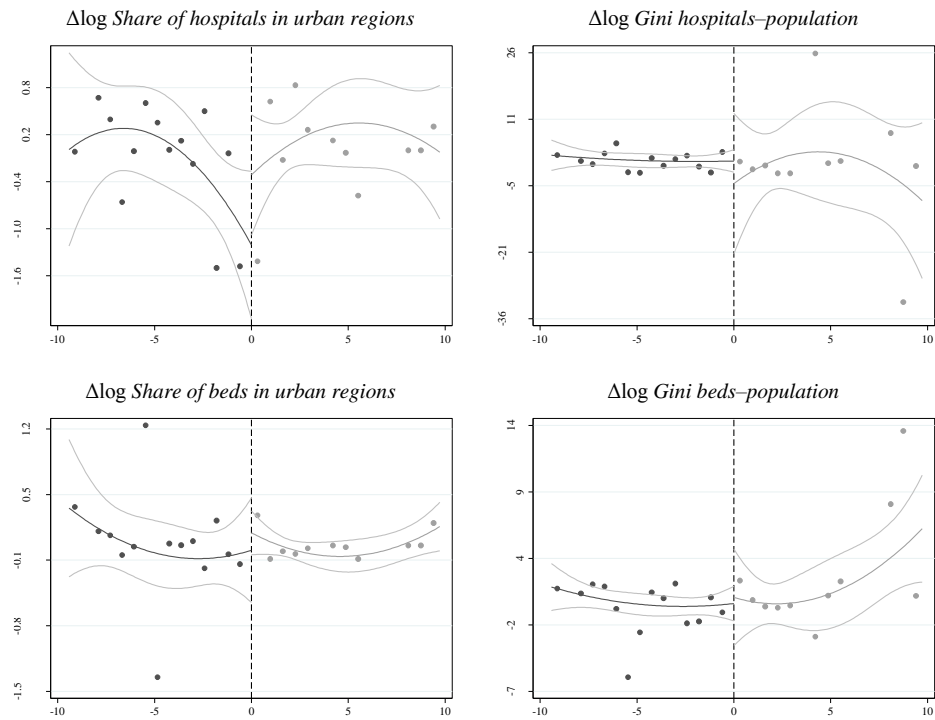 Δlog Share of hospitals in urban regions
0.8
0.2
-0.4
-1.0
-1.6
-10 -5 0 5 10
Δlog Gini hospitals–population
26
11
-5
-21
-36
-10 -5 0 5 10
Δlog Share of beds in urban regions
1.2
0.5
-0.1
-0.8
-1.5
-10 -5 0 5 10
Δlog Gini beds–population
14
9
4
-2
-7
-10 -5 0 5 10